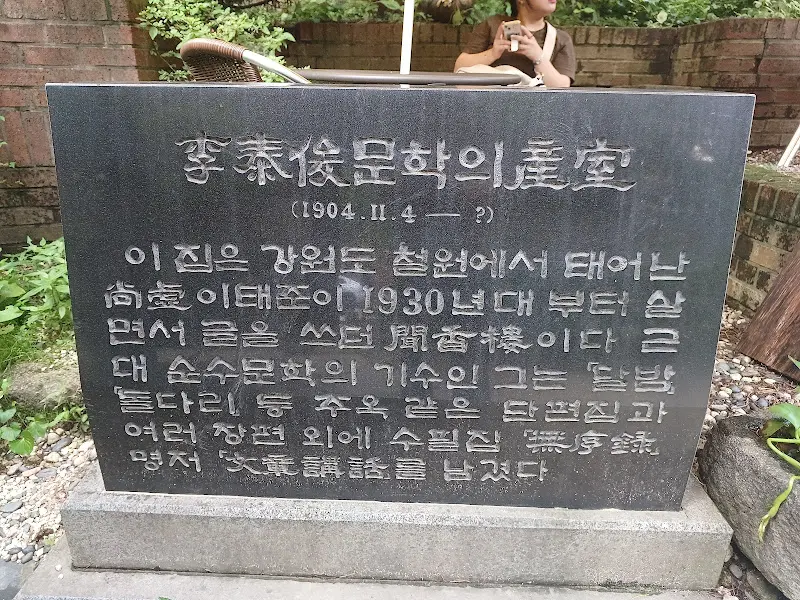 李泰俊문학의産室
(1904.11.4 — ?)
이 집은 강원도 철원에서 태어난
尙虛 이태준이 1930년대 부터 살
면서 글을 쓰던 聞香樓이다 근
대 순수문학의 기수인 그는 '달밤,
'돌다리, 등 주옥 같은 단편집과
여러 장편 외에 수필집 '無序錄,
명저 '文章講話,를 남겼다